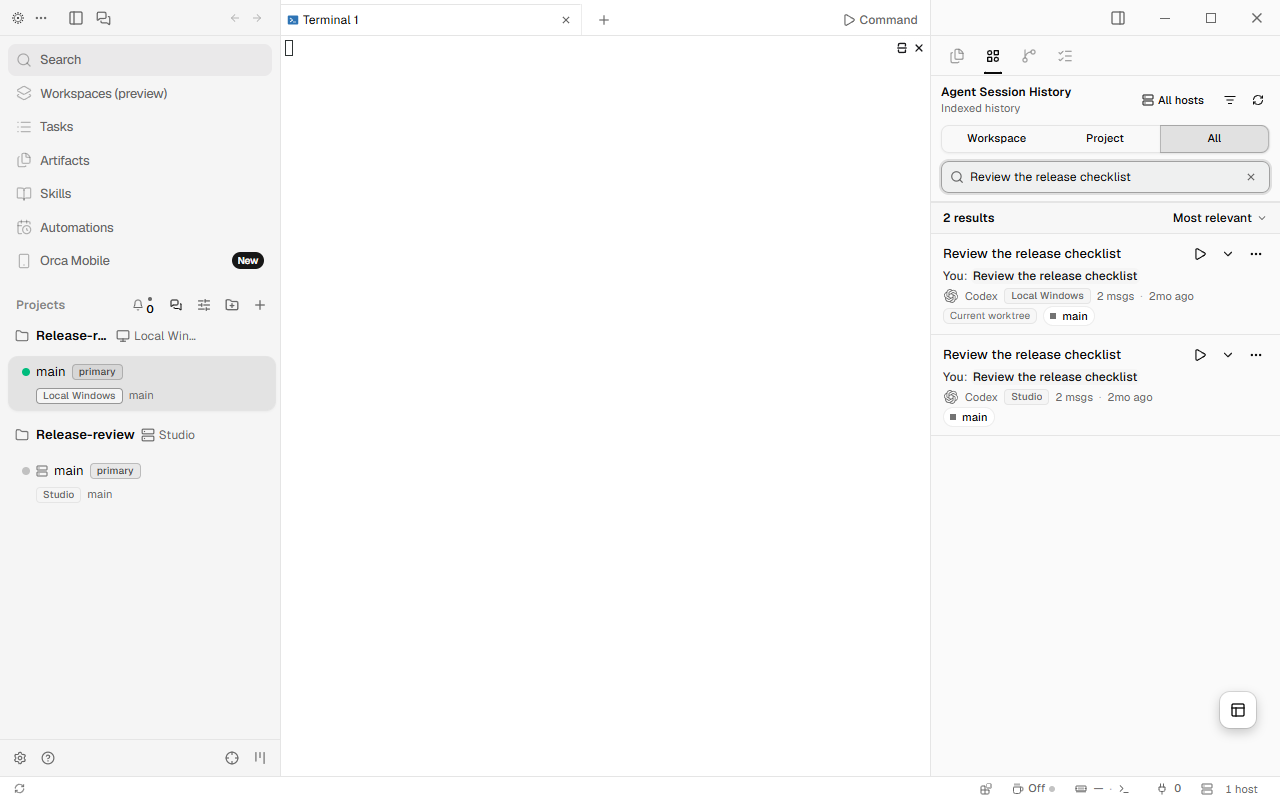 Search
Workspaces (preview)
Tasks
Artifacts
Skills
Automations
Orca Mobile New
Projects 0
Release-r... Local Win...
main primary
Local Windows main
Release-review Studio
main primary
Studio main
Terminal 1
Command
Agent Session History
Indexed history
All hosts
Workspace Project All
Review the release checklist
2 results Most relevant
Review the release checklist
You: Review the release checklist
Codex Local Windows 2 msgs · 2mo ago
Current worktree main
Review the release checklist
You: Review the release checklist
Codex Studio 2 msgs · 2mo ago
main
Off — · 0 1 host